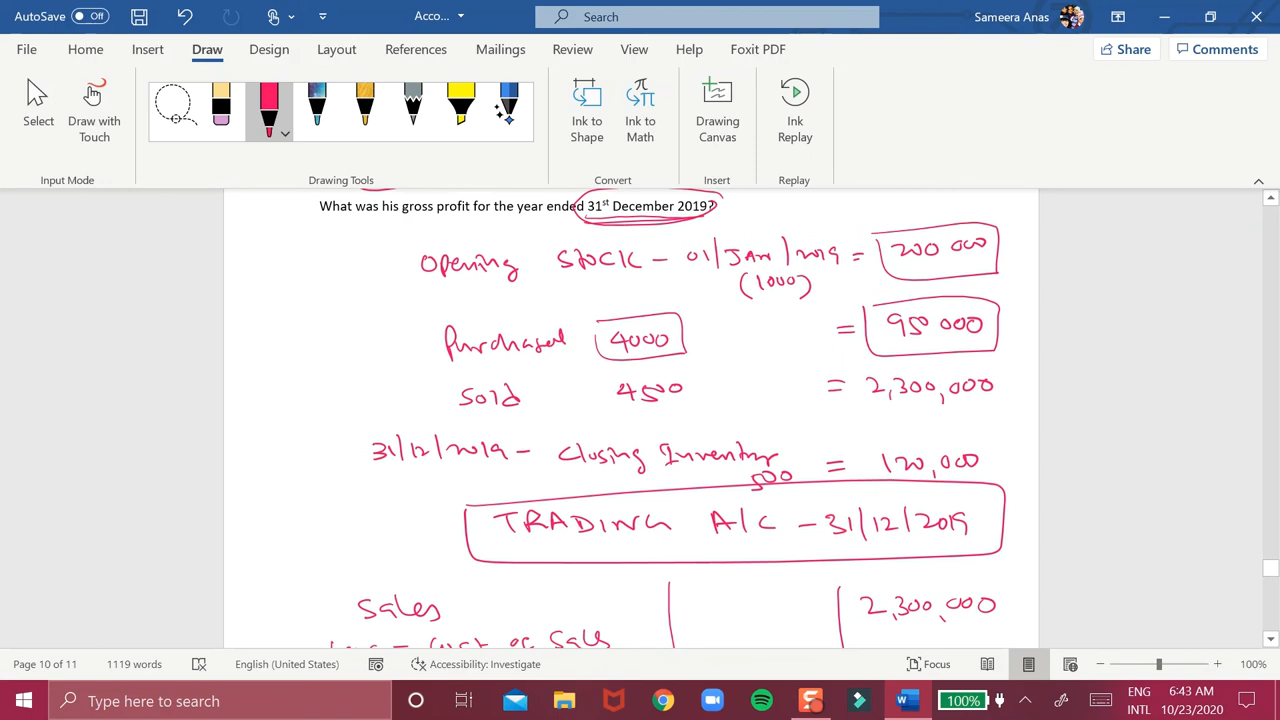 AutoSave Off Acco... Search Sameera Anas
File Home Insert Draw Design Layout References Mailings Review View Help Foxit PDF Share Comments
Select Draw with Touch Ink to Shape Ink to Math Drawing Canvas Ink Replay
Input Mode Drawing Tools Convert Insert Replay
What was his gross profit for the year ended 31st December 2019?
Opening Stock – 01/JAN/2019 = 200 000
(1000)
Purchased 4000 = 950 000
Sold 4500 = 2,300,000
31/12/2019 – Closing Inventory = 120,000
500
TRADING A/C – 31/12/2019
Sales 2,300,000
Less – Cost of Sales
Page 10 of 11 1119 words English (United States) Accessibility: Investigate Focus 100%
Type here to search 100% ENG INTL 6:43 AM 10/23/2020